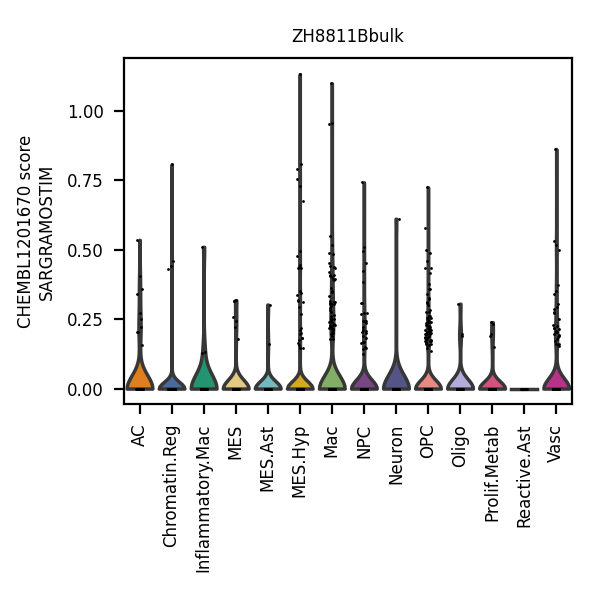 ZH8811Bbulk
CHEMBL1201670 score
SARGRAMOSTIM
1.00
0.75
0.50
0.25
0.00
AC
Chromatin.Reg
Inflammatory.Mac
MES
MES.Ast
MES.Hyp
Mac
NPC
Neuron
OPC
Oligo
Prolif.Metab
Reactive.Ast
Vasc